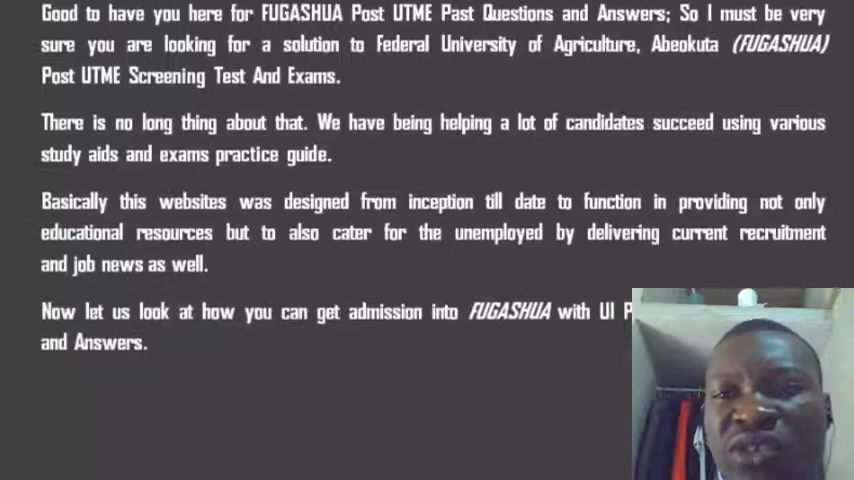 Good to have you here for FUGASHUA Post UTME Past Questions and Answers; So I must be very
sure you are looking for a solution to Federal University of Agriculture, Abeokuta (FUGASHUA)
Post UTME Screening Test And Exams.
There is no long thing about that. We have being helping a lot of candidates succeed using various
study aids and exams practice guide.
Basically this websites was designed from inception till date to function in providing not only
educational resources but to also cater for the unemployed by delivering current recruitment
and job news as well.
Now let us look at how you can get admission into FUGASHUA with UI P
and Answers.